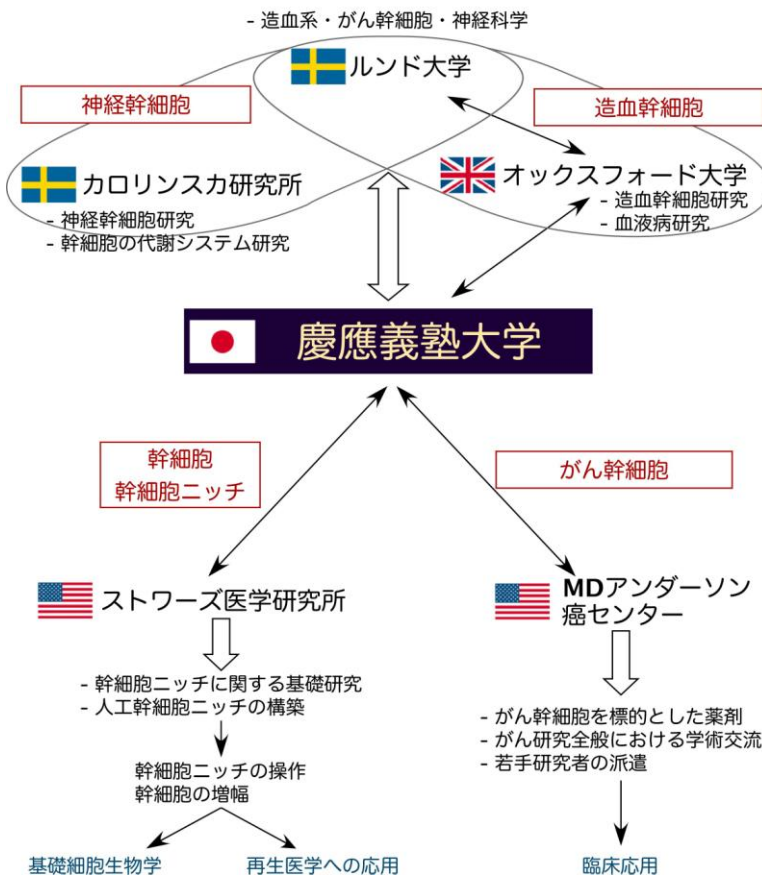 - 造血系・がん幹細胞・神経科学
ルンド大学
神経幹細胞
造血幹細胞
カロリンスカ研究所
- 神経幹細胞研究
- 幹細胞の代謝システム研究
オックスフォード大学
- 造血幹細胞研究
- 血液病研究
慶應義塾大学
幹細胞
幹細胞ニッチ
がん幹細胞
ストワーズ医学研究所
- 幹細胞ニッチに関する基礎研究
- 人工幹細胞ニッチの構築
幹細胞ニッチの操作
幹細胞の増幅
基礎細胞生物学
再生医学への応用
MDアンダーソン
癌センター
- がん幹細胞を標的とした薬剤
- がん研究全般における学術交流
- 若手研究者の派遣
臨床応用